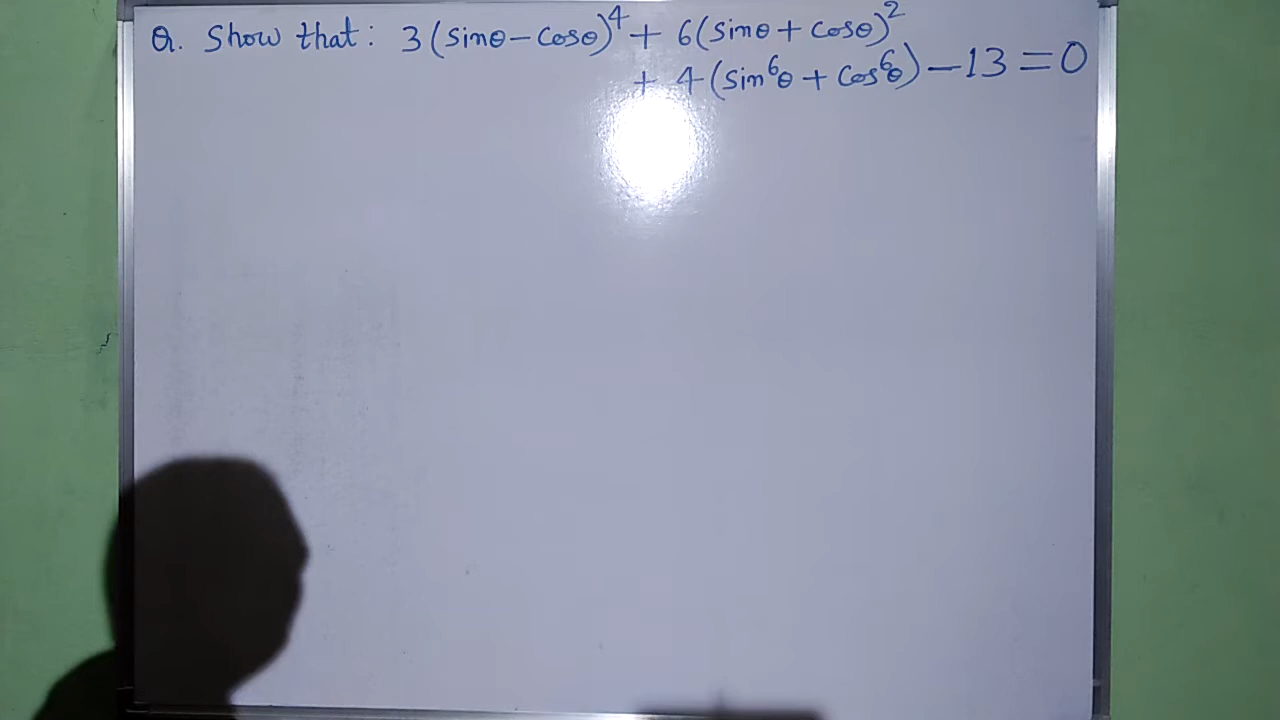 Q. Show that: 3(sinθ-cosθ)⁴ + 6(sinθ + cosθ)²
+ 4(sin⁶θ + cos⁶θ) - 13 = 0